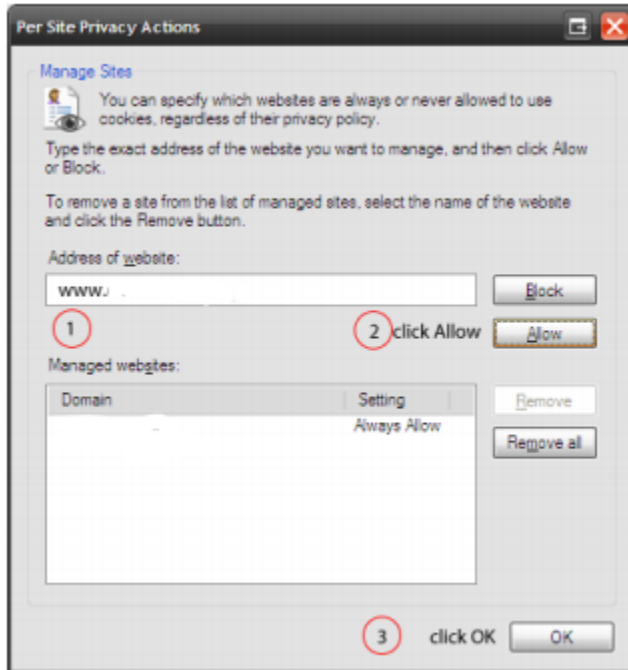 Per Site Privacy Actions
Manage Sites
You can specify which websites are always or never allowed to use
cookies, regardless of their privacy policy.
Type the exact address of the website you want to manage, and then click Allow
or Block.
To remove a site from the list of managed sites, select the name of the website
and click the Remove button.
Address of website:
www. Block
1 2 click Allow Allow
Managed websites:
Domain Setting Remove
Always Allow
Remove all
3 click OK OK